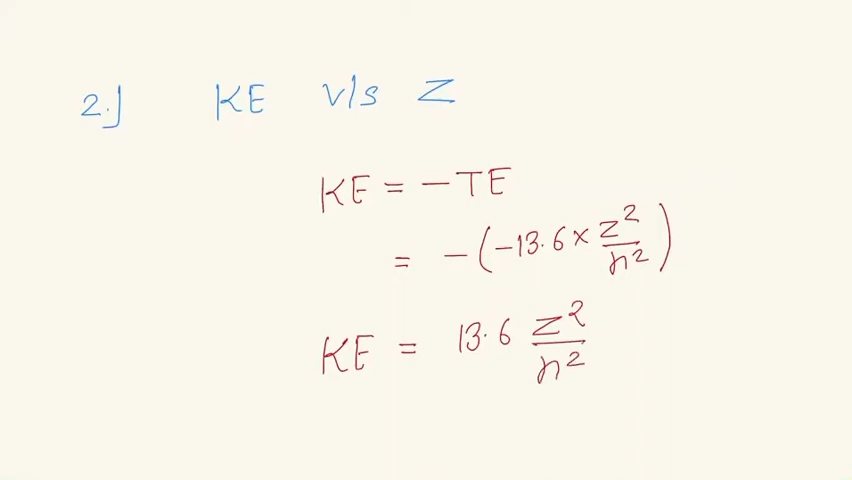 2.) KE v/s Z
KE = - TE
= - (-13.6 × Z²/n²)
KE = 13.6 Z²/n²